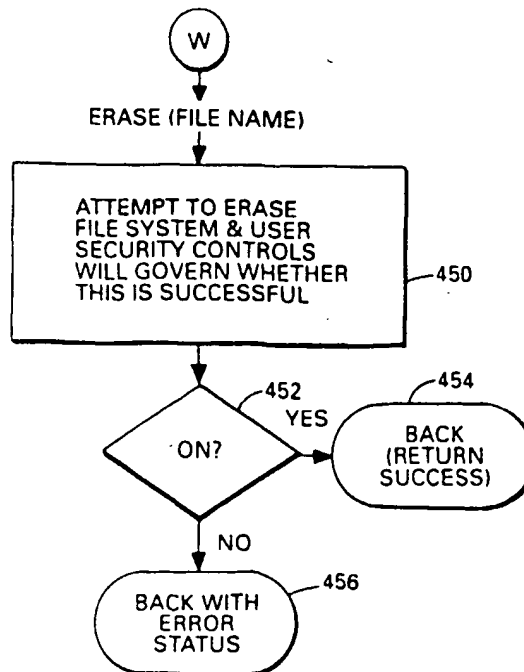 W
ERASE (FILE NAME)
ATTEMPT TO ERASE
FILE SYSTEM & USER
SECURITY CONTROLS
WILL GOVERN WHETHER
THIS IS SUCCESSFUL
450
452
ON?
YES
454
BACK
(RETURN
SUCCESS)
NO
456
BACK WITH
ERROR
STATUS